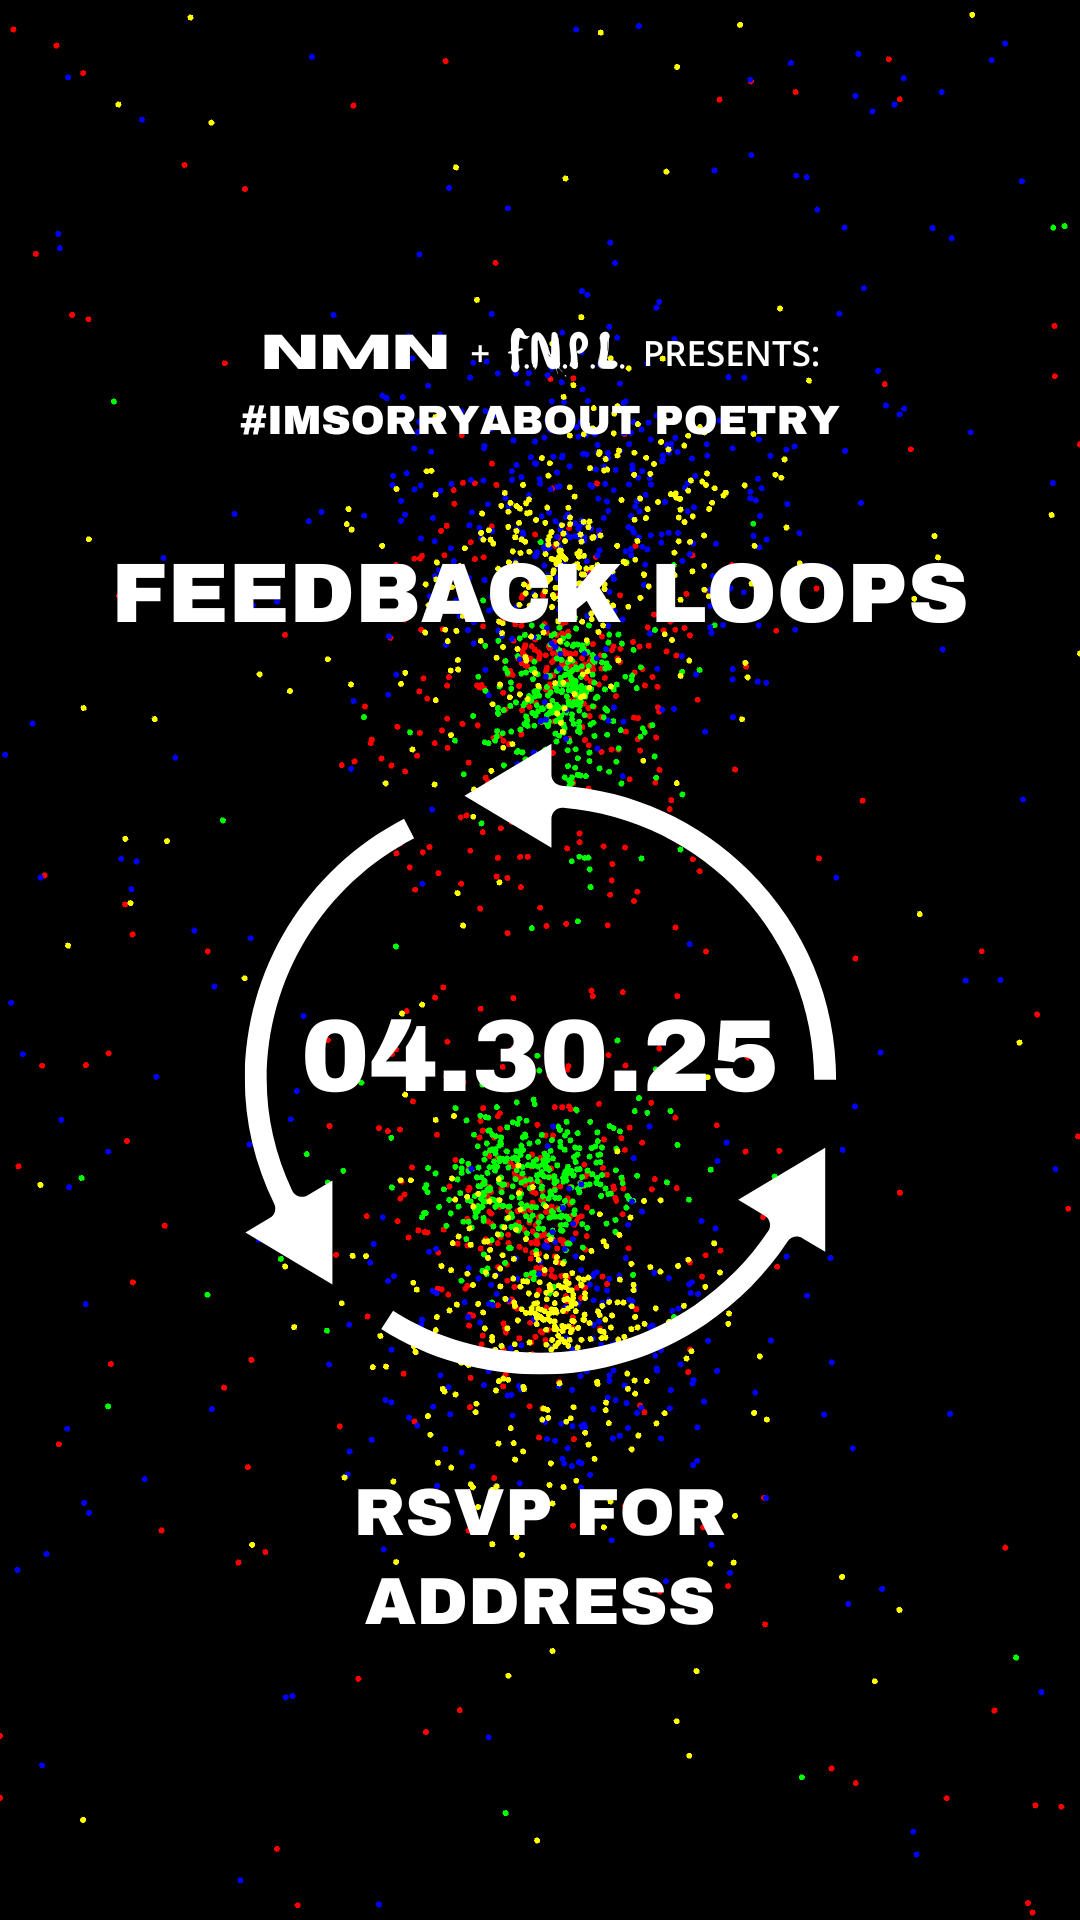 NMN + F.N.P.L. PRESENTS:
#IMSORRYABOUT POETRY
FEEDBACK LOOPS
04.30.25
RSVP FOR
ADDRESS